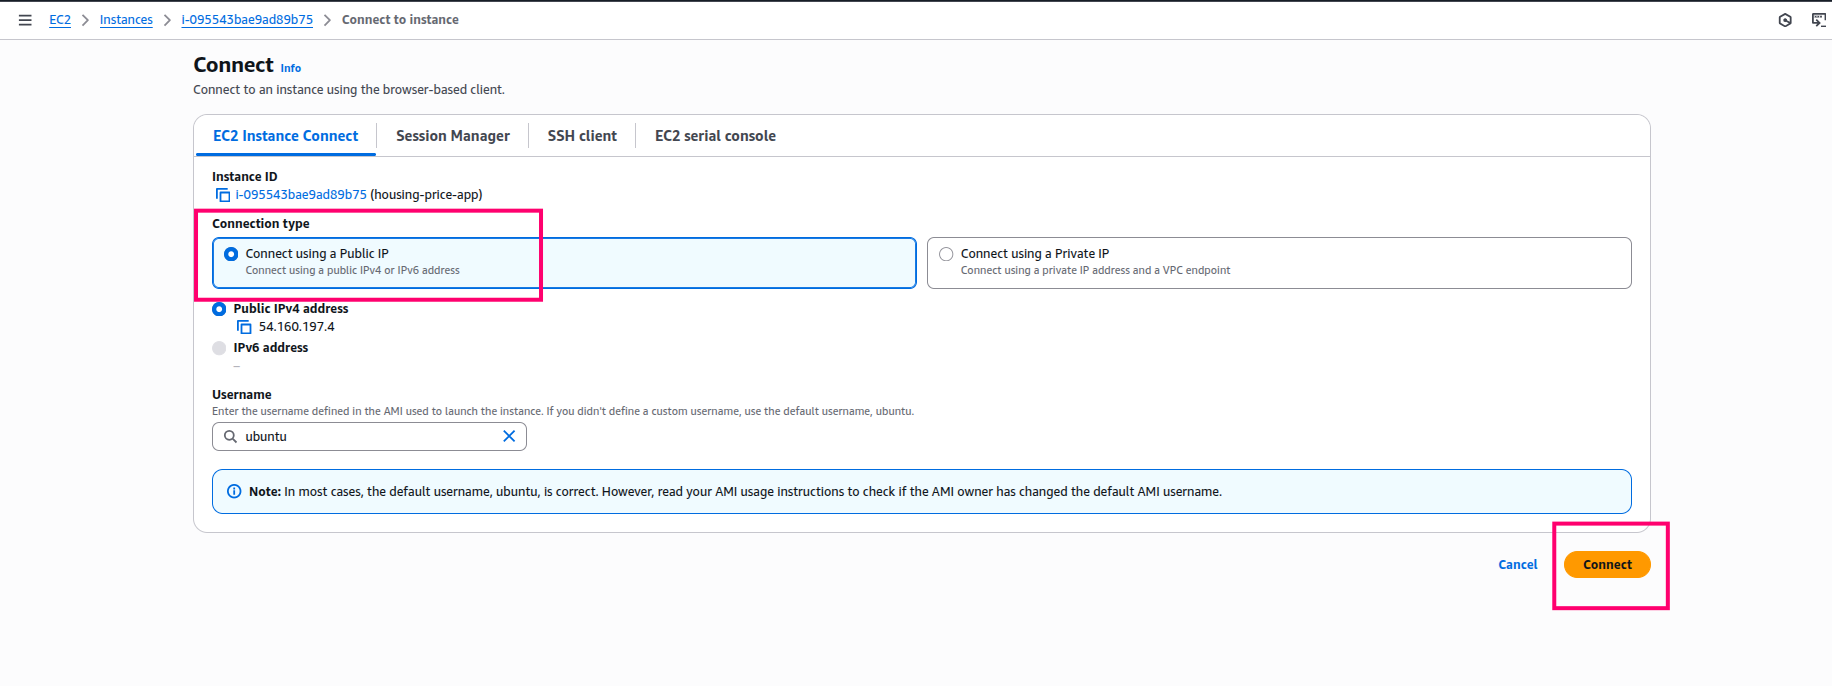 EC2 > Instances > i-095543bae9ad89b75 > Connect to instance
Connect Info
Connect to an instance using the browser-based client.
EC2 Instance Connect | Session Manager | SSH client | EC2 serial console
Instance ID
i-095543bae9ad89b75 (housing-price-app)
Connection type
Connect using a Public IP
Connect using a public IPv4 or IPv6 address
Connect using a Private IP
Connect using a private IP address and a VPC endpoint
Public IPv4 address
54.160.197.4
IPv6 address
–
Username
Enter the username defined in the AMI used to launch the instance. If you didn't define a custom username, use the default username, ubuntu.
ubuntu
Note: In most cases, the default username, ubuntu, is correct. However, read your AMI usage instructions to check if the AMI owner has changed the default AMI username.
Cancel
Connect